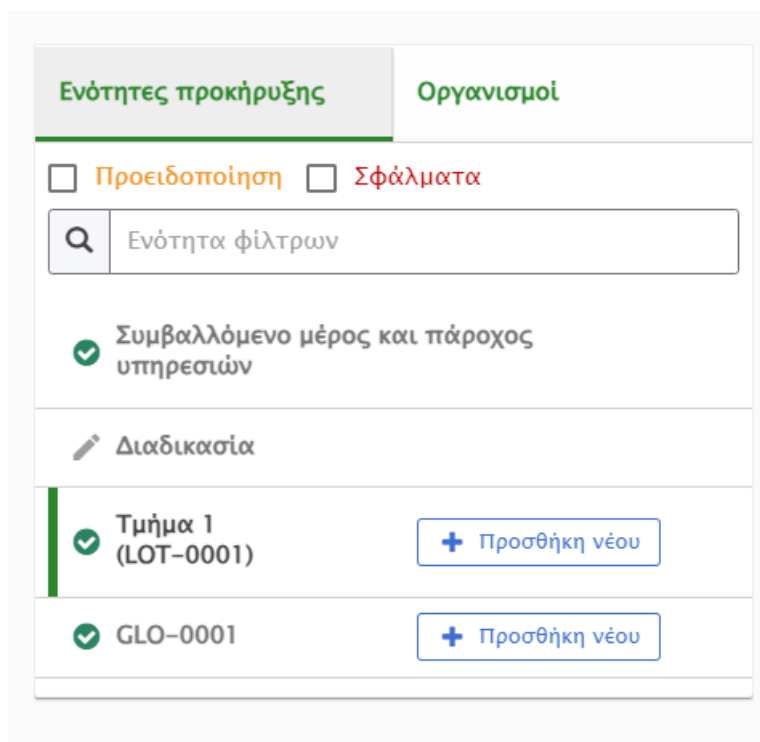 Ενότητες προκήρυξης
Οργανισμοί
Προειδοποίηση
Σφάλματα
Ενότητα φίλτρων
Συμβαλλόμενο μέρος και πάροχος
υπηρεσιών
Διαδικασία
Τμήμα 1
(LOT-0001)
Προσθήκη νέου
GLO-0001
Προσθήκη νέου